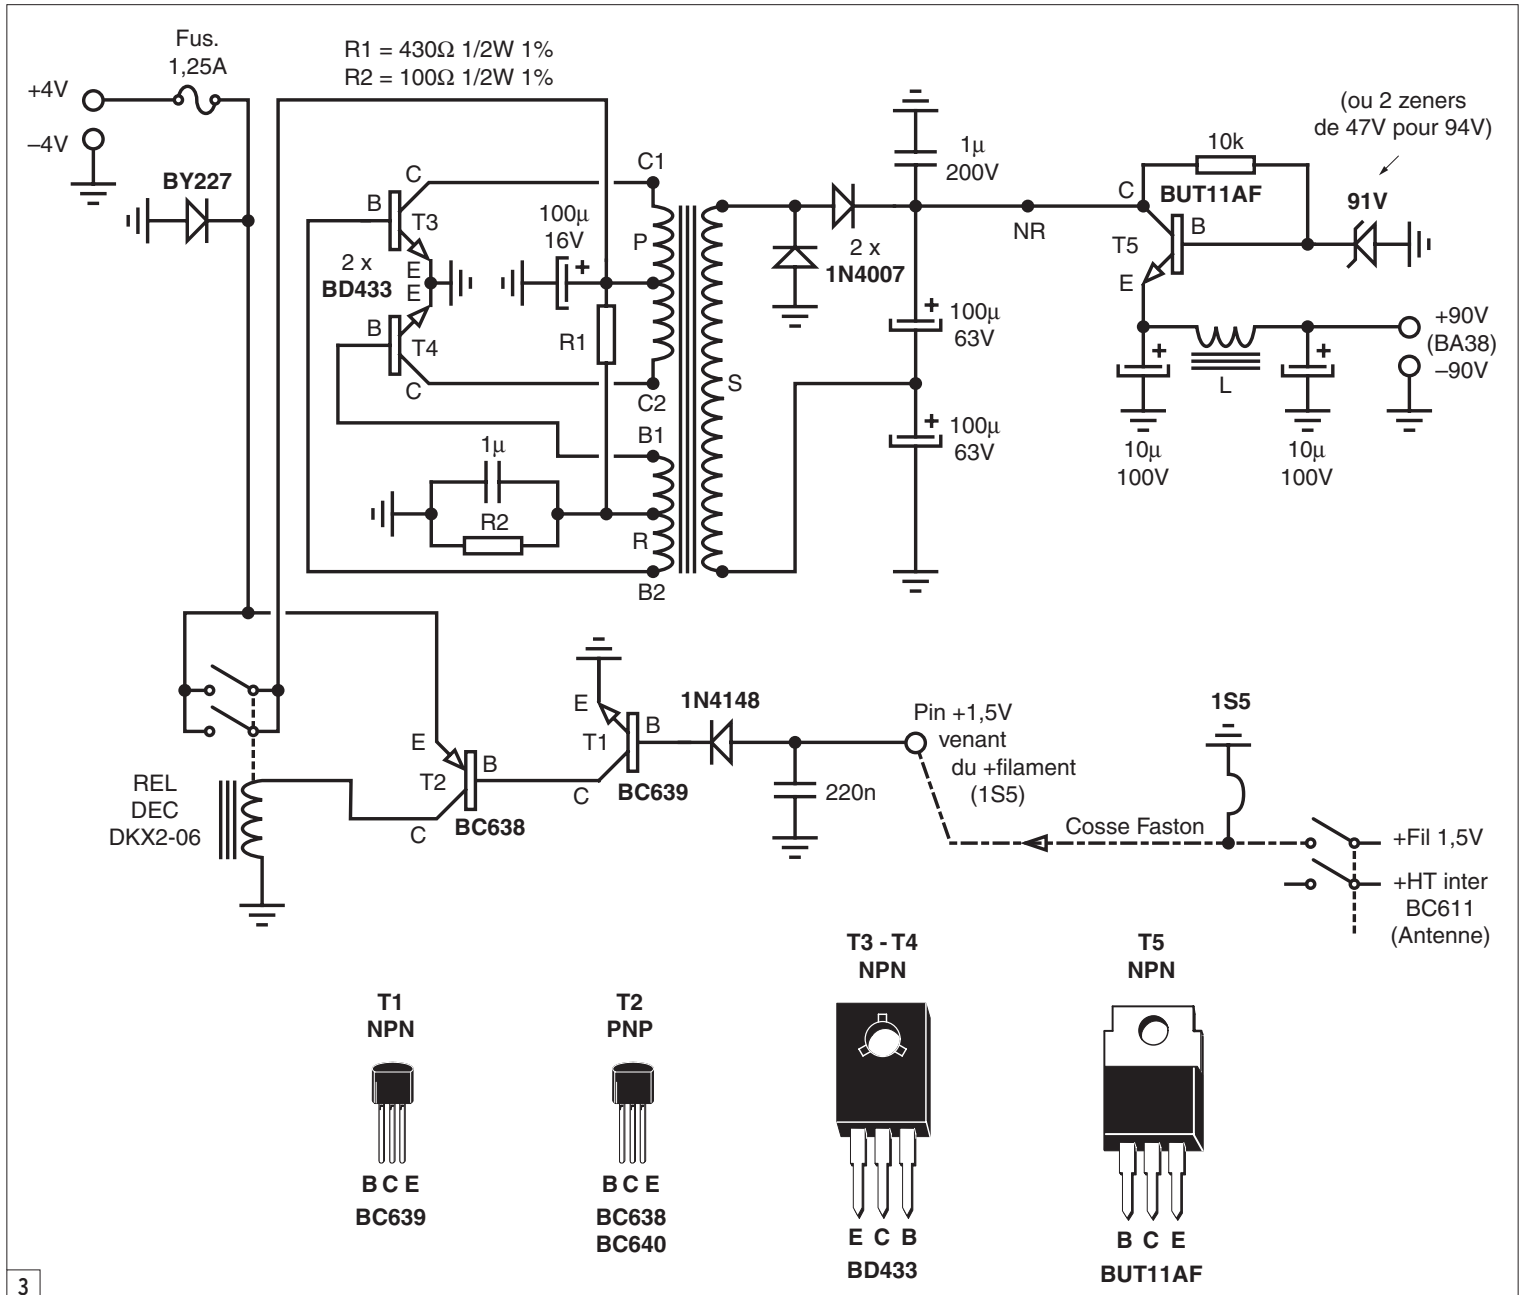 Fus.
1,25A
+4V
–4V
BY227
R1 = 430Ω 1/2W 1%
R2 = 100Ω 1/2W 1%
C
B
T3
E
2 x
BD433
E
B
T4
C
100µ
16V
+
R1
C1
P
C2
B1
R
B2
S
1µ
R2
1µ
200V
2 x
1N4007
+
100µ
63V
+
100µ
63V
NR
10k
(ou 2 zeners
de 47V pour 94V)
C
BUT11AF
B
T5
E
91V
+
10µ
100V
L
+
10µ
100V
+90V
(BA38)
–90V
REL
DEC
DKX2-06
E
T2
B
C
BC638
E
T1
B
C
BC639
1N4148
220n
Pin +1,5V
venant
du +filament
(1S5)
Cosse Faston
1S5
+Fil 1,5V
+HT inter
BC611
(Antenne)
T1
NPN
B C E
BC639
T2
PNP
B C E
BC638
BC640
T3 - T4
NPN
E C B
BD433
T5
NPN
B C E
BUT11AF
3